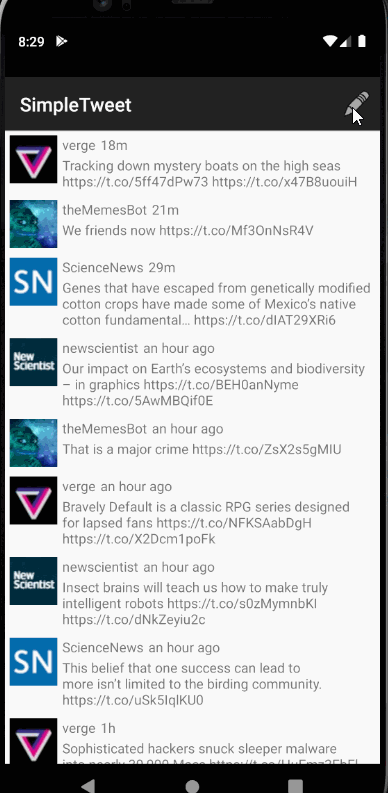 8:29
SimpleTweet
verge 18m
Tracking down mystery boats on the high seas
https://t.co/5ff47dPw73 https://t.co/x47B8uouiH
theMemesBot 21m
We friends now https://t.co/Mf3OnNsR4V
SN
ScienceNews 29m
Genes that have escaped from genetically modified
cotton crops have made some of Mexico's native
cotton fundamental… https://t.co/dIAT29XRi6
New
Scientist
newscientist an hour ago
Our impact on Earth's ecosystems and biodiversity
– in graphics https://t.co/BEH0anNyme
https://t.co/5AwMBQif0E
theMemesBot an hour ago
That is a major crime https://t.co/ZsX2s5gMIU
verge an hour ago
Bravely Default is a classic RPG series designed
for lapsed fans https://t.co/NFKSAabDgH
https://t.co/X2Dcm1poFk
New
Scientist
newscientist an hour ago
Insect brains will teach us how to make truly
intelligent robots https://t.co/s0zMymnbKI
https://t.co/dNkZeyiu2c
SN
ScienceNews an hour ago
This belief that one success can lead to
more isn't limited to the birding community.
https://t.co/uSk5IqlKU0
verge 1h
Sophisticated hackers snuck sleeper malware
into nearly 30,000 Macs